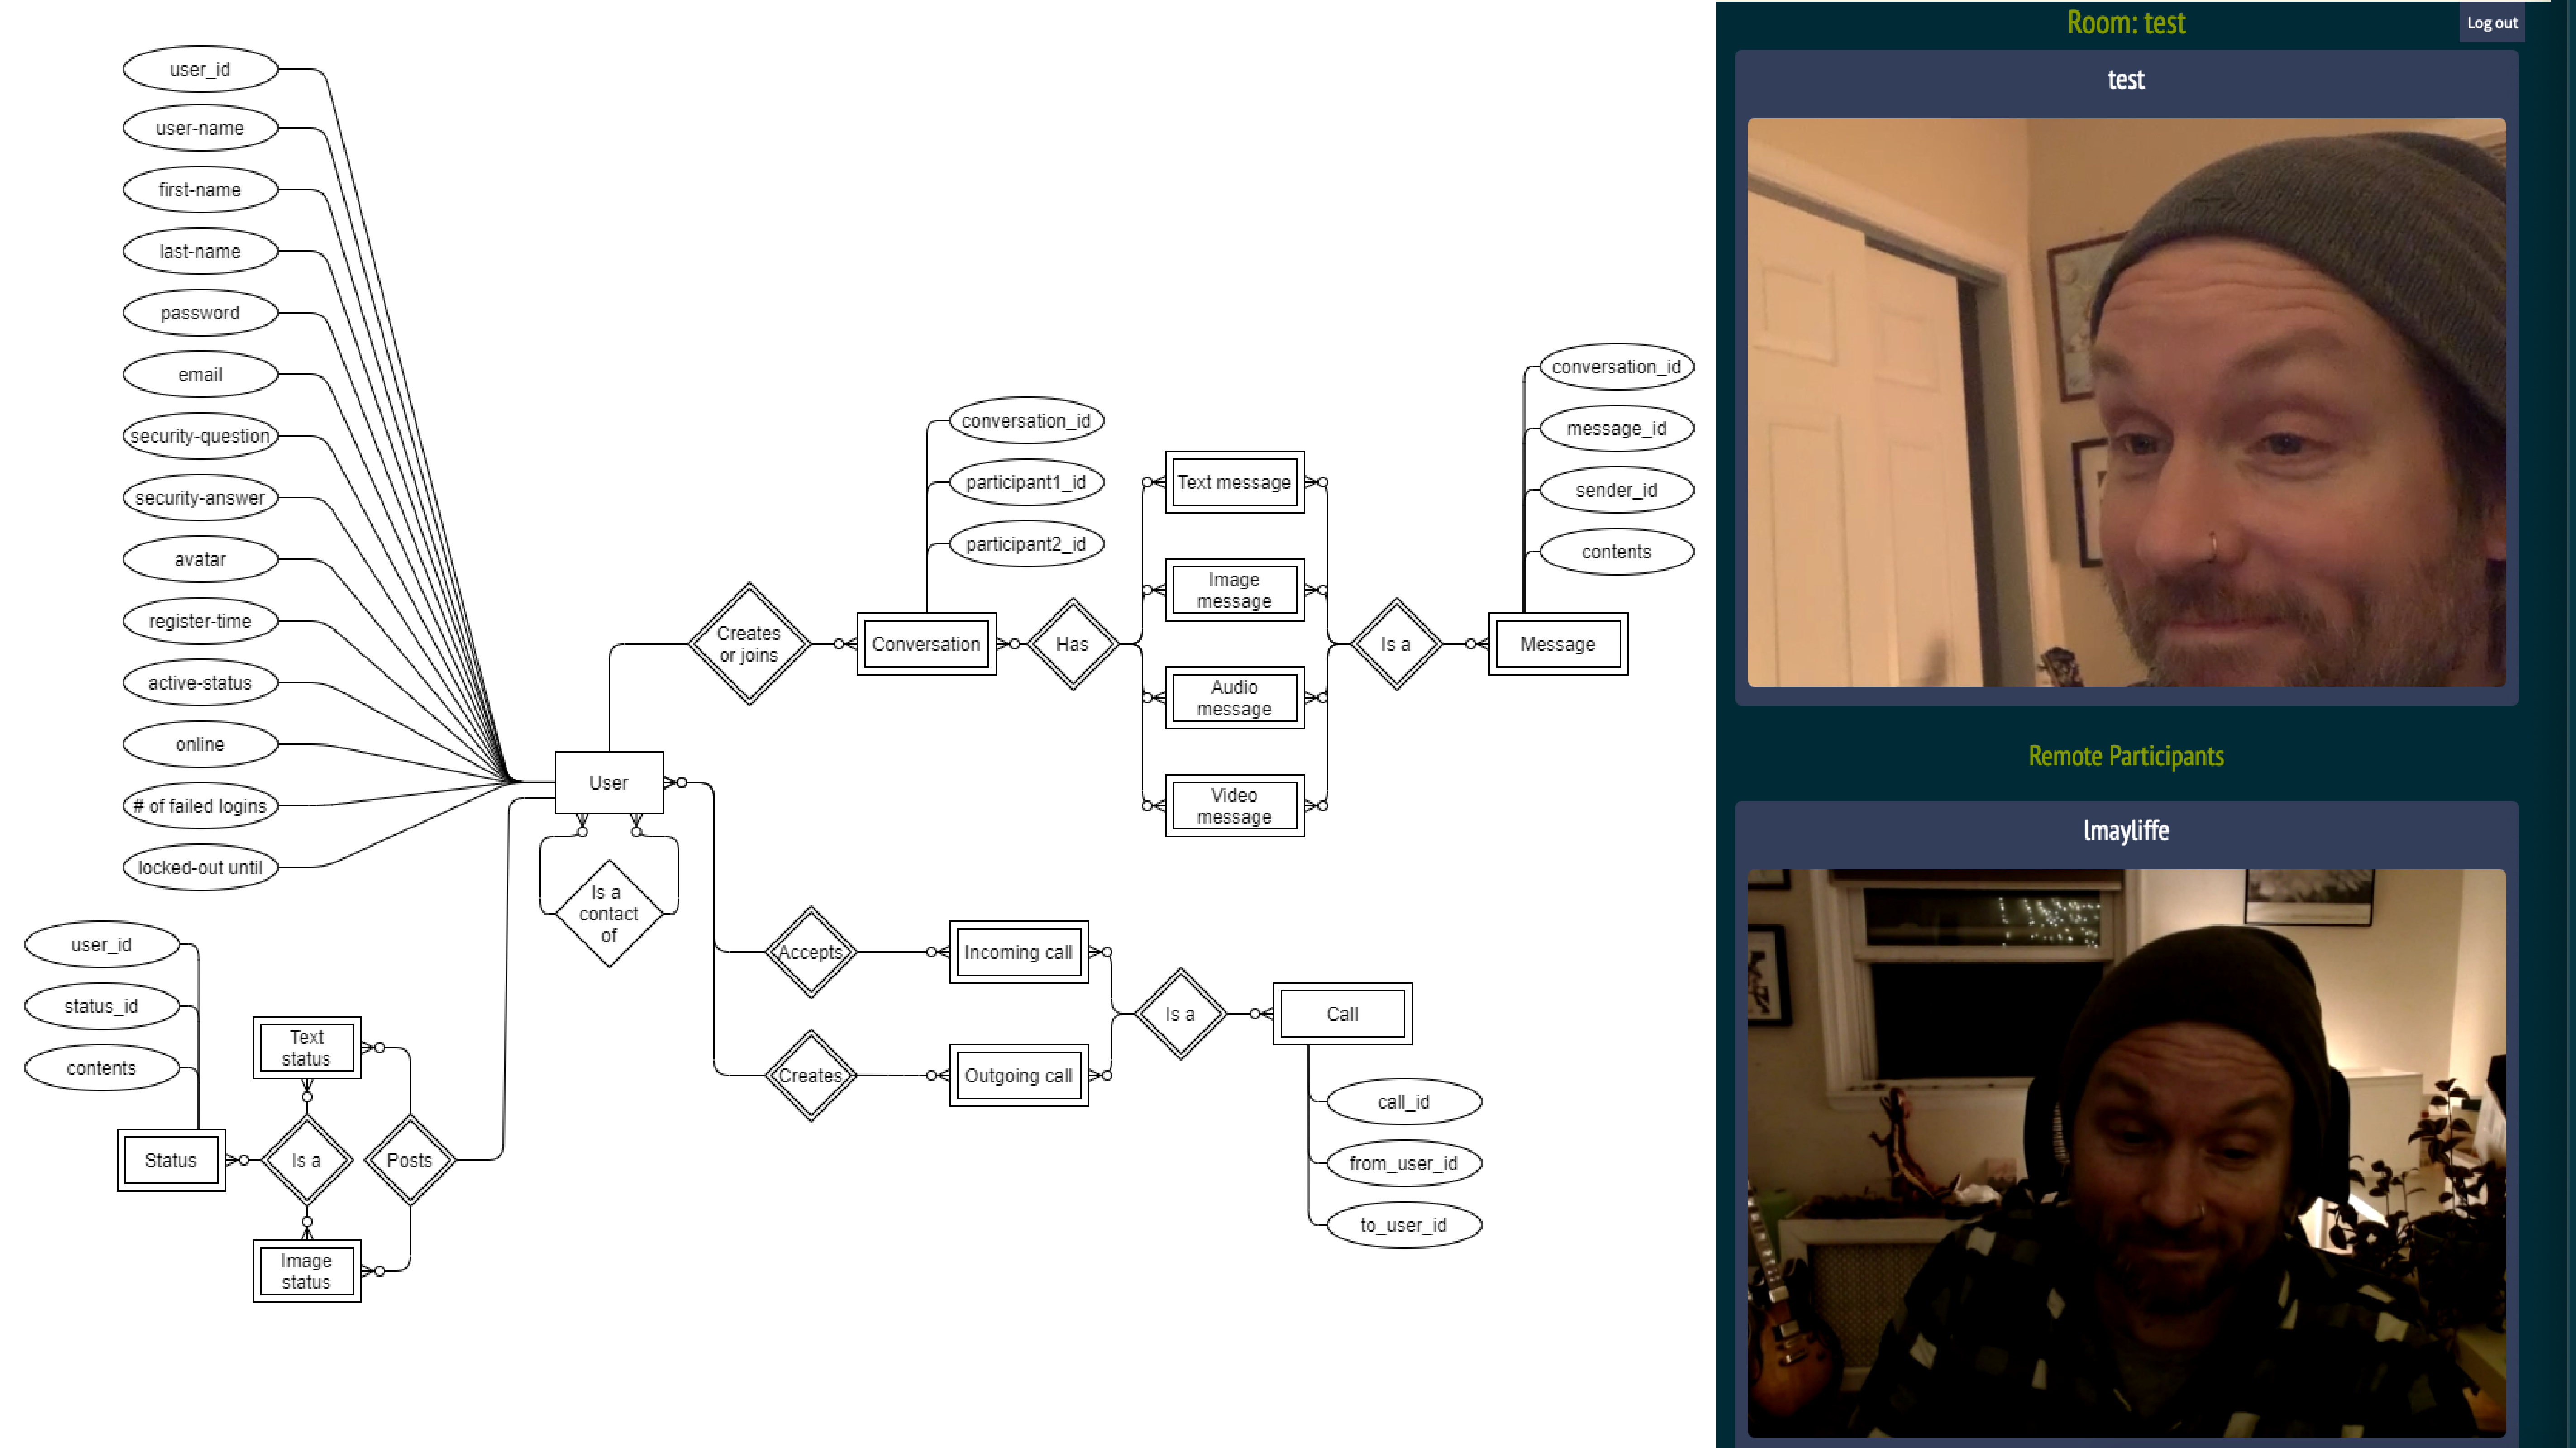 user_id
user-name
first-name
last-name
password
email
security-question
security-answer
avatar
register-time
active-status
online
# of failed logins
locked-out until
User
Is a
contact
of
user_id
status_id
contents
Status
Is a
Text
status
Image
status
Posts
Creates
or joins
Conversation
conversation_id
participant1_id
participant2_id
Has
Text message
Image
message
Audio
message
Video
message
Is a
Message
conversation_id
message_id
sender_id
contents
Accepts
Incoming call
Creates
Outgoing call
Is a
Call
call_id
from_user_id
to_user_id
Room: test
Log out
test
Remote Participants
lmayliffe